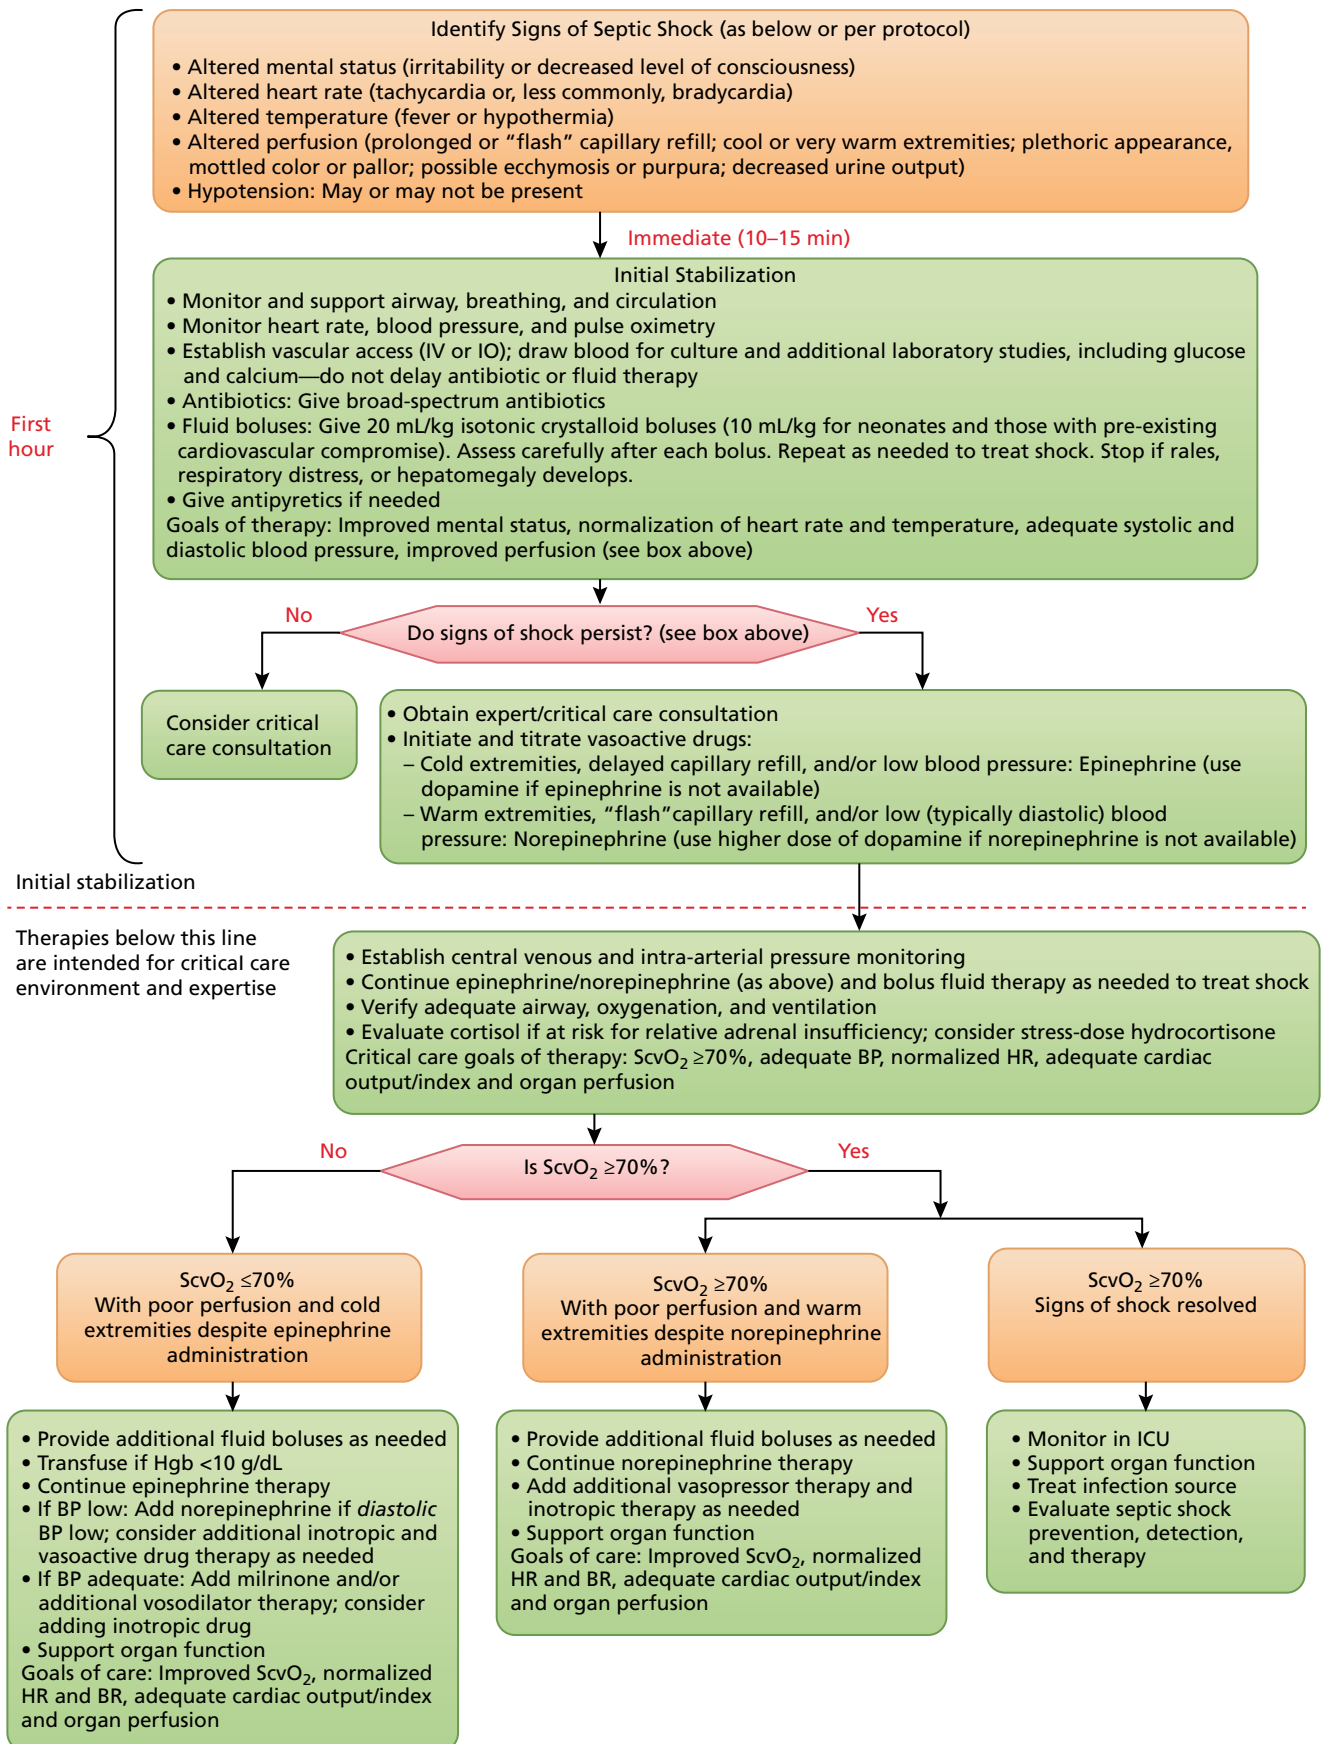 Identify Signs of Septic Shock (as below or per protocol)
• Altered mental status (irritability or decreased level of consciousness)
• Altered heart rate (tachycardia or, less commonly, bradycardia)
• Altered temperature (fever or hypothermia)
• Altered perfusion (prolonged or “flash” capillary refill; cool or very warm extremities; plethoric appearance,
mottled color or pallor; possible ecchymosis or purpura; decreased urine output)
• Hypotension: May or may not be present
Immediate (10–15 min)
Initial Stabilization
• Monitor and support airway, breathing, and circulation
• Monitor heart rate, blood pressure, and pulse oximetry
• Establish vascular access (IV or IO); draw blood for culture and additional laboratory studies, including glucose
and calcium—do not delay antibiotic or fluid therapy
• Antibiotics: Give broad-spectrum antibiotics
• Fluid boluses: Give 20 mL/kg isotonic crystalloid boluses (10 mL/kg for neonates and those with pre-existing
cardiovascular compromise). Assess carefully after each bolus. Repeat as needed to treat shock. Stop if rales,
respiratory distress, or hepatomegaly develops.
• Give antipyretics if needed
Goals of therapy: Improved mental status, normalization of heart rate and temperature, adequate systolic and
diastolic blood pressure, improved perfusion (see box above)
First
hour
No
Do signs of shock persist? (see box above)
Yes
Consider critical
care consultation
• Obtain expert/critical care consultation
• Initiate and titrate vasoactive drugs:
– Cold extremities, delayed capillary refill, and/or low blood pressure: Epinephrine (use
dopamine if epinephrine is not available)
– Warm extremities, “flash”capillary refill, and/or low (typically diastolic) blood
pressure: Norepinephrine (use higher dose of dopamine if norepinephrine is not available)
Initial stabilization
Therapies below this line
are intended for critical care
environment and expertise
• Establish central venous and intra-arterial pressure monitoring
• Continue epinephrine/norepinephrine (as above) and bolus fluid therapy as needed to treat shock
• Verify adequate airway, oxygenation, and ventilation
• Evaluate cortisol if at risk for relative adrenal insufficiency; consider stress-dose hydrocortisone
Critical care goals of therapy: ScvO₂ ≥70%, adequate BP, normalized HR, adequate cardiac
output/index and organ perfusion
No
Is ScvO₂ ≥70%?
Yes
ScvO₂ ≤70%
With poor perfusion and cold
extremities despite epinephrine
administration
ScvO₂ ≥70%
With poor perfusion and warm
extremities despite norepinephrine
administration
ScvO₂ ≥70%
Signs of shock resolved
• Provide additional fluid boluses as needed
• Transfuse if Hgb <10 g/dL
• Continue epinephrine therapy
• If BP low: Add norepinephrine if diastolic
BP low; consider additional inotropic and
vasoactive drug therapy as needed
• If BP adequate: Add milrinone and/or
additional vosodilator therapy; consider
adding inotropic drug
• Support organ function
Goals of care: Improved ScvO₂, normalized
HR and BR, adequate cardiac output/index
and organ perfusion
• Provide additional fluid boluses as needed
• Continue norepinephrine therapy
• Add additional vasopressor therapy and
inotropic therapy as needed
• Support organ function
Goals of care: Improved ScvO₂, normalized
HR and BR, adequate cardiac output/index
and organ perfusion
• Monitor in ICU
• Support organ function
• Treat infection source
• Evaluate septic shock
prevention, detection,
and therapy